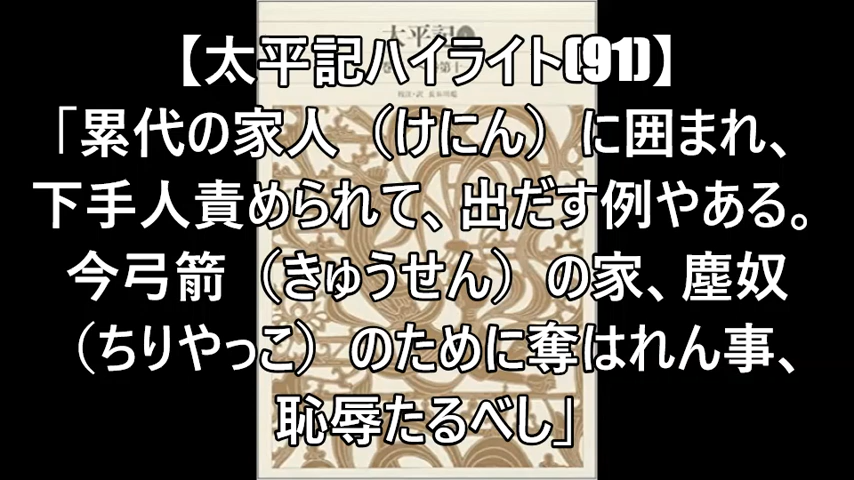 【太平記ハイライト(91)】
「累代の家人（けにん）に囲まれ、
下手人責められて、出だす例やある。
今弓箭（きゅうせん）の家、塵奴
（ちりやっこ）のために奪はれん事、
恥辱たるべし」
太平記